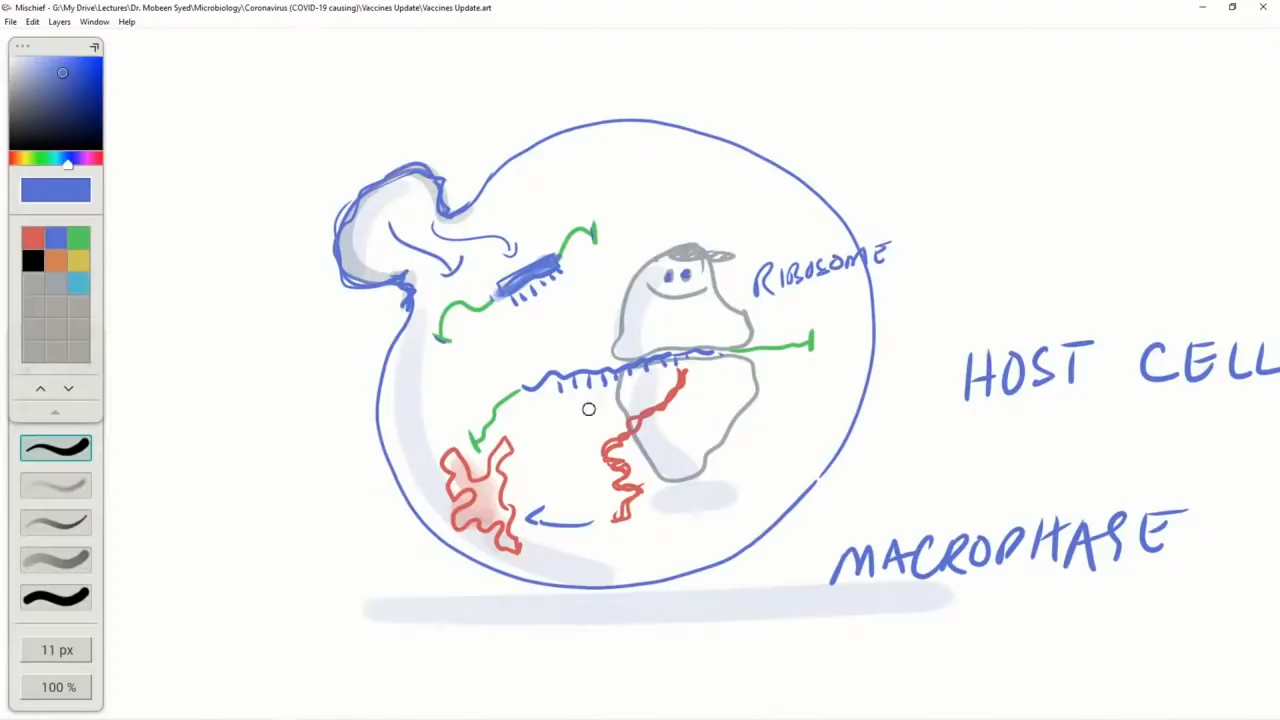 Mischief - G:\My Drive\Lectures\Dr. Mobeen Syed\Microbiology\Coronavirus (COVID-19 causing)\Vaccines Update\Vaccines Update.art
File Edit Layers Window Help
RIBOSOME
HOST CELL
MACROPHAGE
11 px
100 %